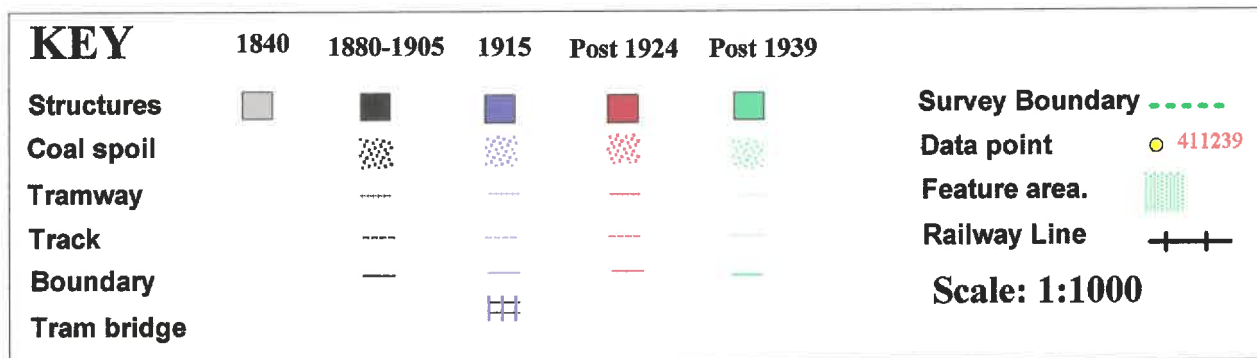 KEY 1840 1880-1905 1915 Post 1924 Post 1939
Structures
Coal spoil
Tramway
Track
Boundary
Tram bridge
Survey Boundary
Data point 411239
Feature area.
Railway Line
Scale: 1:1000